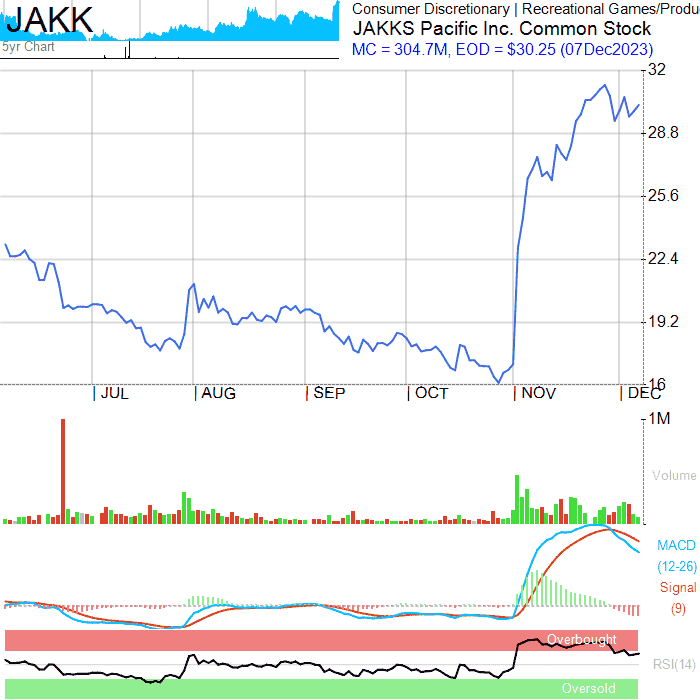 JAKK
5yr Chart
Consumer Discretionary | Recreational Games/Produ
JAKKS Pacific Inc. Common Stock
MC = 304.7M, EOD = $30.25 (07Dec2023)
32
28.8
25.6
22.4
19.2
16
JUL AUG SEP OCT NOV DEC
1M
Volume
MACD
(12-26)
Signal
(9)
Overbought
RSI(14)
Oversold